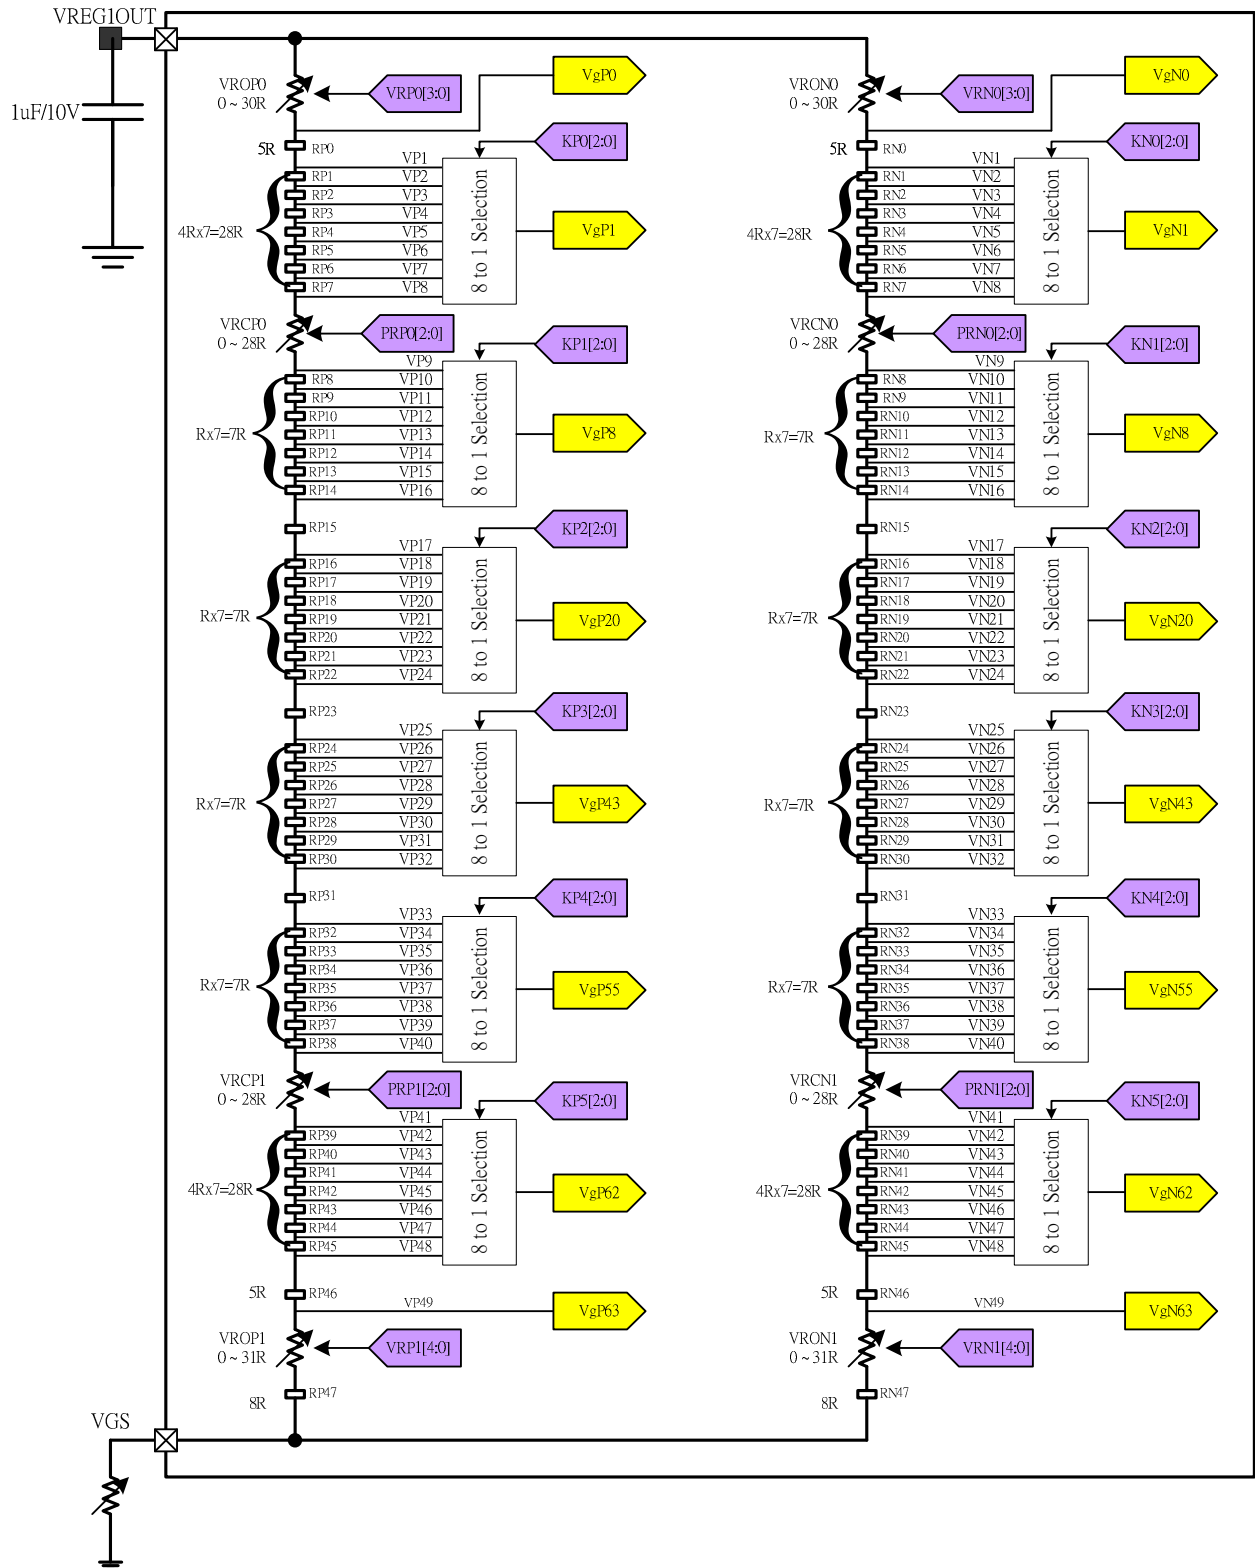 VREG1OUT
1uF/10V
VROP0
0 ~ 30R
VRP0[3:0]
VgP0
5R
RP0
KP0[2:0]
VP1
RP1
VP2
RP2
VP3
RP3
VP4
RP4
VP5
RP5
VP6
RP6
VP7
RP7
VP8
4Rx7=28R
8 to 1 Selection
VgP1
VRCP0
0 ~ 28R
PRP0[2:0]
KP1[2:0]
VP9
RP8
VP10
RP9
VP11
RP10
VP12
RP11
VP13
RP12
VP14
RP13
VP15
RP14
VP16
Rx7=7R
8 to 1 Selection
VgP8
RP15
KP2[2:0]
VP17
RP16
VP18
RP17
VP19
RP18
VP20
RP19
VP21
RP20
VP22
RP21
VP23
RP22
VP24
Rx7=7R
8 to 1 Selection
VgP20
RP23
KP3[2:0]
VP25
RP24
VP26
RP25
VP27
RP26
VP28
RP27
VP29
RP28
VP30
RP29
VP31
RP30
VP32
Rx7=7R
8 to 1 Selection
VgP43
RP31
KP4[2:0]
VP33
RP32
VP34
RP33
VP35
RP34
VP36
RP35
VP37
RP36
VP38
RP37
VP39
RP38
VP40
Rx7=7R
8 to 1 Selection
VgP55
VRCP1
0 ~ 28R
PRP1[2:0]
KP5[2:0]
VP41
RP39
VP42
RP40
VP43
RP41
VP44
RP42
VP45
RP43
VP46
RP44
VP47
RP45
VP48
4Rx7=28R
8 to 1 Selection
VgP62
5R
RP46
VP49
VgP63
VROP1
0 ~ 31R
VRP1[4:0]
8R
RP47
VRON0
0 ~ 30R
VRN0[3:0]
VgN0
5R
RN0
KN0[2:0]
VN1
RN1
VN2
RN2
VN3
RN3
VN4
RN4
VN5
RN5
VN6
RN6
VN7
RN7
VN8
4Rx7=28R
8 to 1 Selection
VgN1
VRCN0
0 ~ 28R
PRN0[2:0]
KN1[2:0]
VN9
RN8
VN10
RN9
VN11
RN10
VN12
RN11
VN13
RN12
VN14
RN13
VN15
RN14
VN16
Rx7=7R
8 to 1 Selection
VgN8
RN15
KN2[2:0]
VN17
RN16
VN18
RN17
VN19
RN18
VN20
RN19
VN21
RN20
VN22
RN21
VN23
RN22
VN24
Rx7=7R
8 to 1 Selection
VgN20
RN23
KN3[2:0]
VN25
RN24
VN26
RN25
VN27
RN26
VN28
RN27
VN29
RN28
VN30
RN29
VN31
RN30
VN32
Rx7=7R
8 to 1 Selection
VgN43
RN31
KN4[2:0]
VN33
RN32
VN34
RN33
VN35
RN34
VN36
RN35
VN37
RN36
VN38
RN37
VN39
RN38
VN40
Rx7=7R
8 to 1 Selection
VgN55
VRCN1
0 ~ 28R
PRN1[2:0]
KN5[2:0]
VN41
RN39
VN42
RN40
VN43
RN41
VN44
RN42
VN45
RN43
VN46
RN44
VN47
RN45
VN48
4Rx7=28R
8 to 1 Selection
VgN62
5R
RN46
VN49
VgN63
VRON1
0 ~ 31R
VRN1[4:0]
8R
RN47
VGS